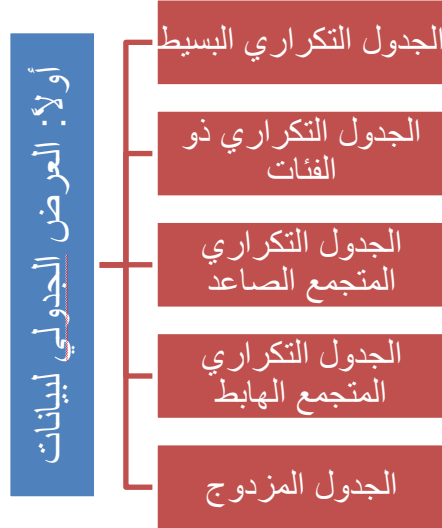 أولاً: العرض الجدولي لبيانات
الجدول التكراري البسيط
الجدول التكراري ذو
الفئات
الجدول التكراري
المتجمع الصاعد
الجدول التكراري
المتجمع الهابط
الجدول المزدوج